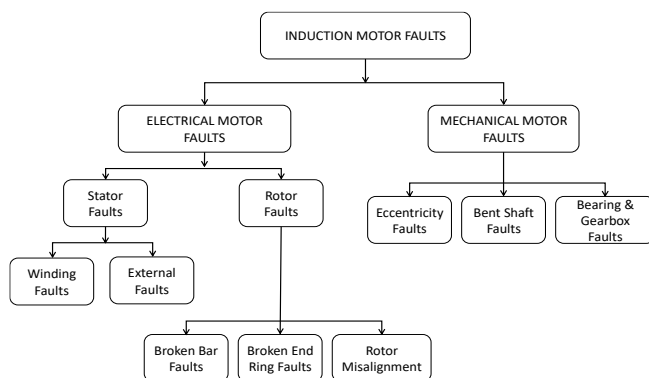 INDUCTION MOTOR FAULTS
ELECTRICAL MOTOR
FAULTS
MECHANICAL MOTOR
FAULTS
Stator
Faults
Rotor
Faults
Eccentricity
Faults
Bent Shaft
Faults
Bearing &
Gearbox
Faults
Winding
Faults
External
Faults
Broken Bar
Faults
Broken End
Ring Faults
Rotor
Misalignment